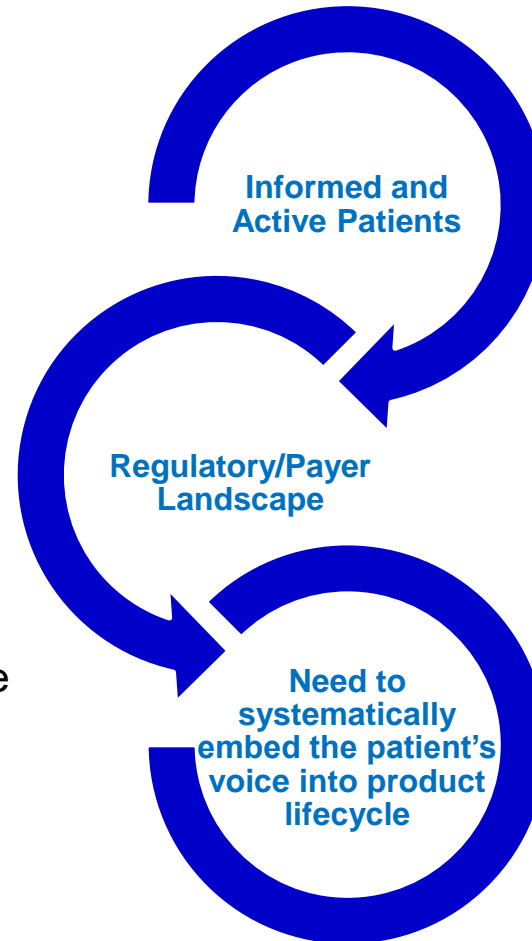 Informed and
Active Patients
Regulatory/Payer
Landscape
e
Need to
systematically
embed the patient's
voice into product
lifecycle